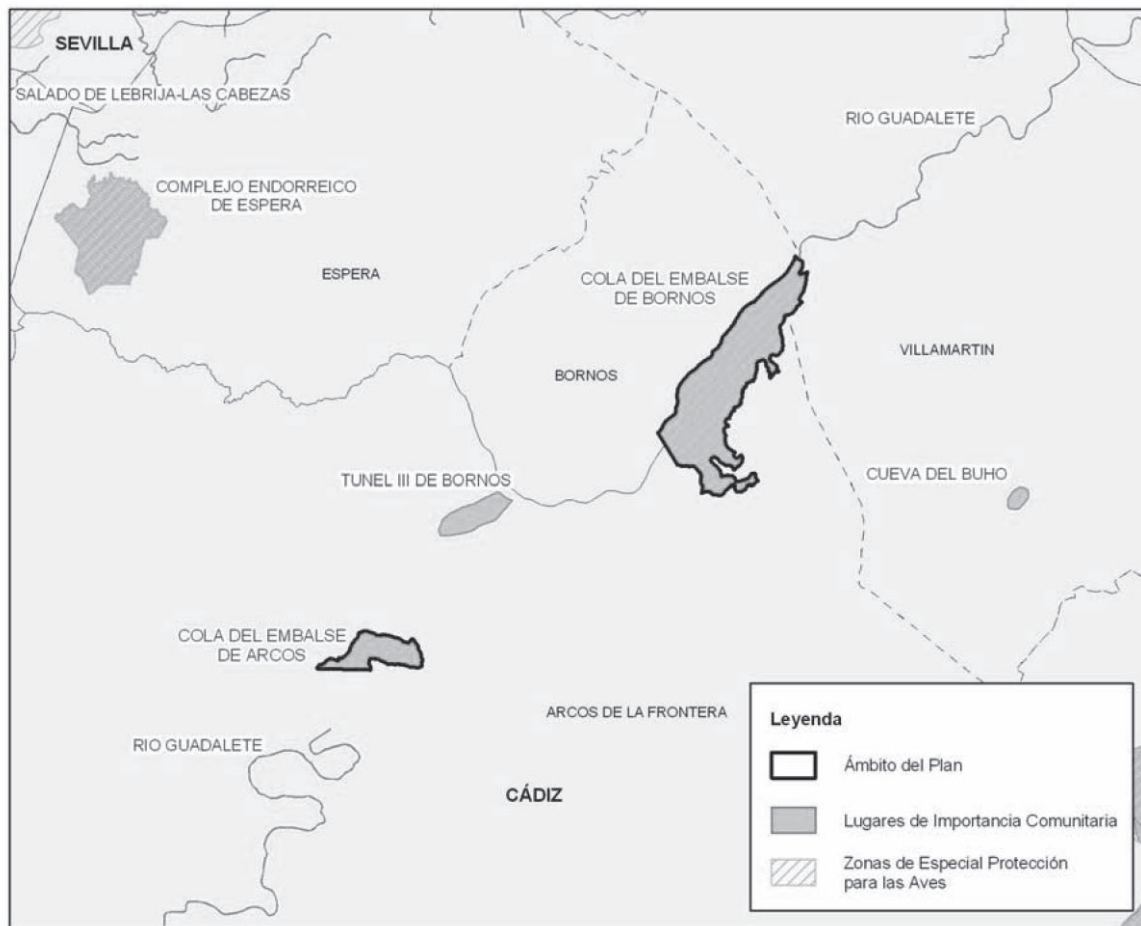 SEVILLA
SALADO DE LEBRIJA-LAS CABEZAS
RIO GUADALETE
COMPLEJO ENDORREICO
DE ESPERA
ESPERA
COLA DEL EMBALSE
DE BORNOS
BORNOS
VILLAMARTIN
TUNEL III DE BORNOS
CUEVA DEL BUHO
COLA DEL EMBALSE
DE ARCOS
ARCOS DE LA FRONTERA
RIO GUADALETE
CÁDIZ
Leyenda
Ámbito del Plan
Lugares de Importancia Comunitaria
Zonas de Especial Protección
para las Aves